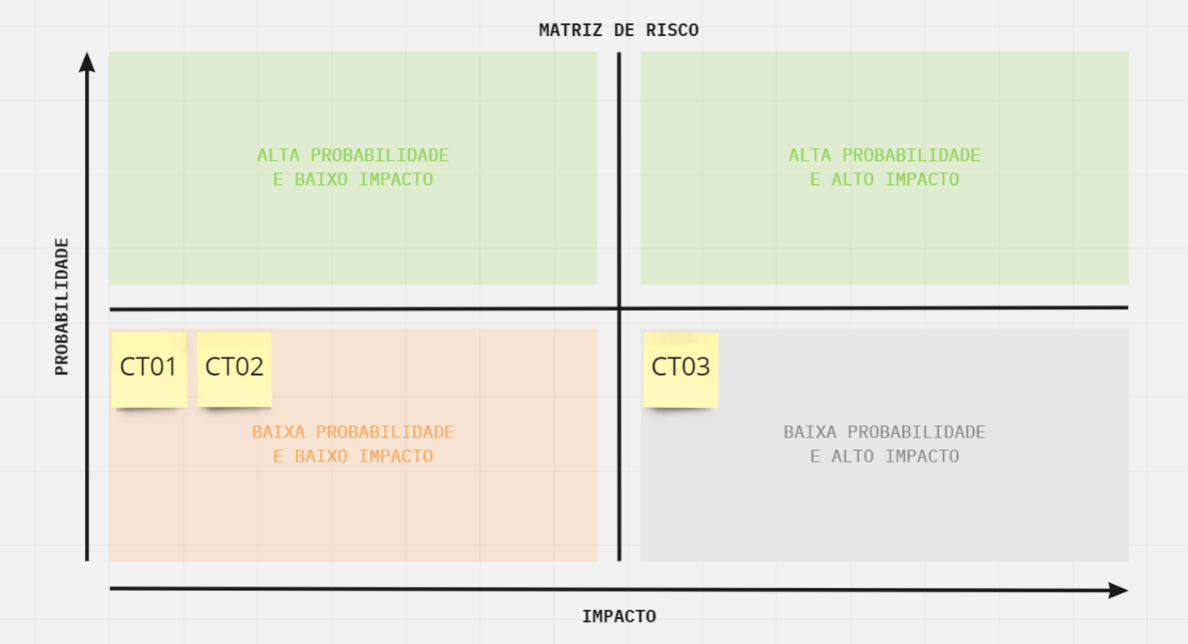 MATRIZ DE RISCO
PROBABILIDADE
ALTA PROBABILIDADE
E BAIXO IMPACTO
ALTA PROBABILIDADE
E ALTO IMPACTO
CT01
CT02
BAIXA PROBABILIDADE
E BAIXO IMPACTO
CT03
BAIXA PROBABILIDADE
E ALTO IMPACTO
IMPACTO